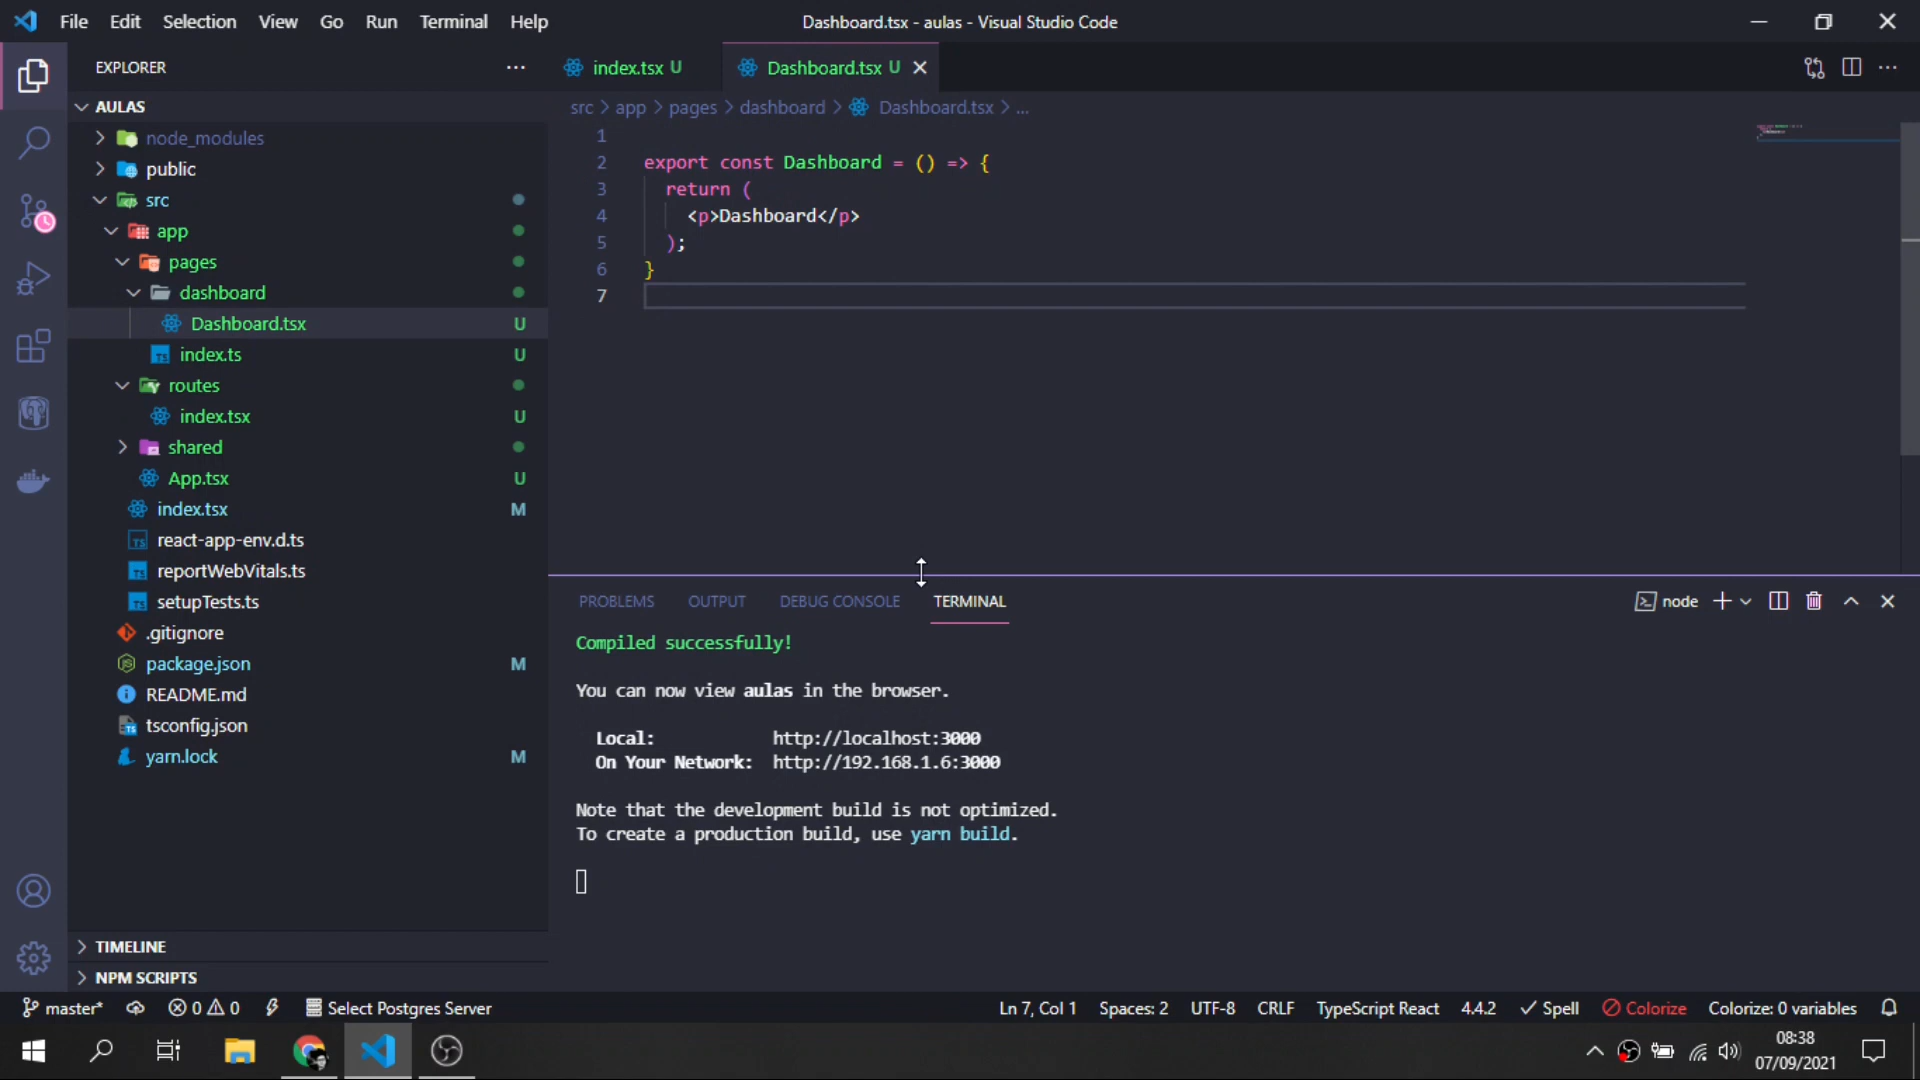 File Edit Selection View Go Run Terminal Help
Dashboard.tsx - aulas - Visual Studio Code
EXPLORER
AULAS
node_modules
public
src
app
pages
dashboard
Dashboard.tsx U
index.ts U
routes
index.tsx U
shared
App.tsx U
index.tsx M
react-app-env.d.ts
reportWebVitals.ts
setupTests.ts
.gitignore
package.json M
README.md
tsconfig.json
yarn.lock M
TIMELINE
NPM SCRIPTS
index.tsx U
Dashboard.tsx U
src > app > pages > dashboard > Dashboard.tsx > ...
1
2 export const Dashboard = () => {
3 return (
4 <p>Dashboard</p>
5 );
6 }
7
PROBLEMS OUTPUT DEBUG CONSOLE TERMINAL
node
Compiled successfully!
You can now view aulas in the browser.
Local: http://localhost:3000
On Your Network: http://192.168.1.6:3000
Note that the development build is not optimized.
To create a production build, use yarn build.
master* 0 0 Select Postgres Server
Ln 7, Col 1 Spaces: 2 UTF-8 CRLF TypeScript React 4.4.2 Spell Colorize Colorize: 0 variables
08:38
07/09/2021